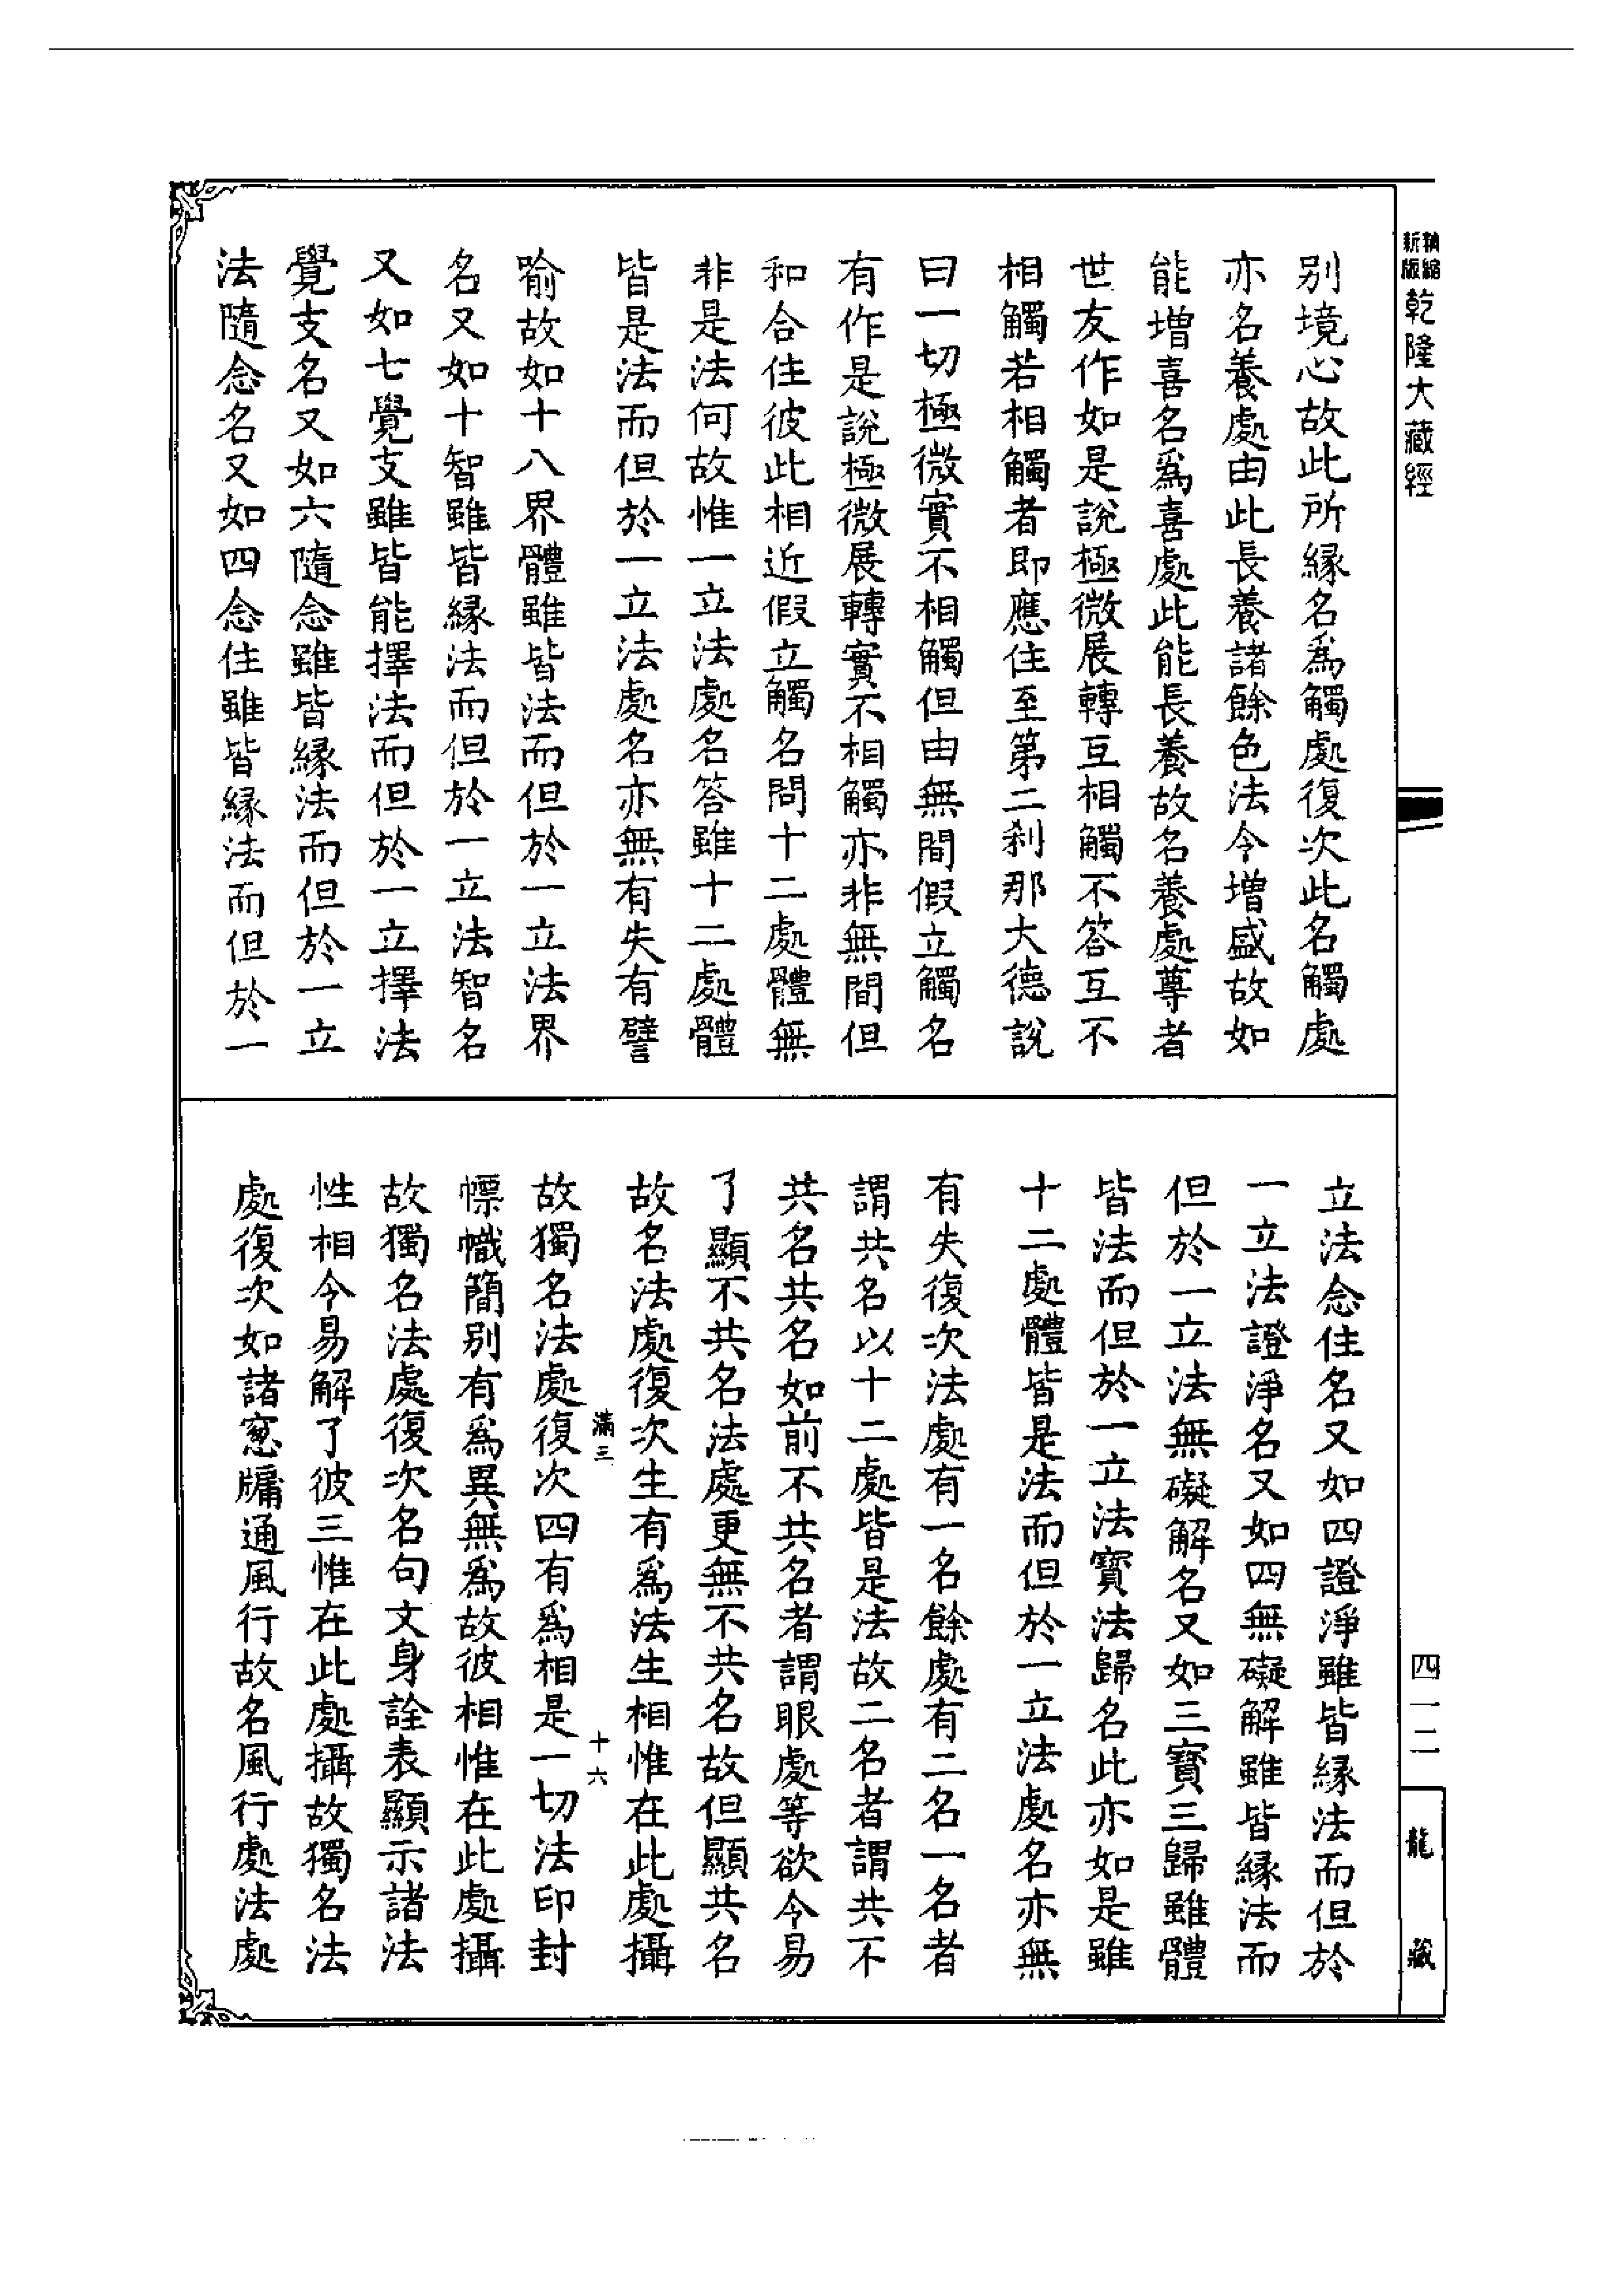 新版精縮
乾隆大藏經
別境心故此所緣名爲觸處復次此名觸處
亦名養處由此長養諸餘色法令增盛故如
能增喜名爲喜處此能長養故名養處尊者
世友作如是說極微展轉互相觸不答互不
相觸若相觸者即應住至第二刹那大德說
曰一切極微實不相觸但由無間假立觸名
有作是說極微展轉實不相觸亦非無間但
和合住彼此相近假立觸名問十二處體無
非是法何故惟一立法處名答雖十二處體
皆是法而但於一立法處名亦無有失有譬
喻故如十八界體雖皆法而但於一立法界
名又如十智雖皆緣法而但於一立法智名
又如七覺支雖皆能擇法而但於一立擇法
覺支名又如六隨念雖皆緣法而但於一立
法隨念名又如四念住雖皆緣法而但於一
立法念住名又如四證淨雖皆緣法而但於
一立法證淨名又如四無礙解雖皆緣法而
但於一立法無礙解名又如三寶三歸雖體
皆法而但於一立法寶法歸名此亦如是雖
十二處體皆是法而但於一立法處名亦無
有失復次法處有一名餘處有二名一名者
謂共名以十二處皆是法故二名者謂共不
共名共名如前不共名者謂眼處等欲令易
了顯不共名法處更無不共名故但顯共名
故名法處復次生有爲法生相惟在此處攝
滿三
十六
故獨名法處復次四有爲相是一切法印封
幖幟簡別有爲異無爲故彼相惟在此處攝
故獨名法處復次名句文身詮表顯示諸法
性相令易解了彼三惟在此處攝故獨名法
處復次如諸窓牖通風行故名風行處法處
四一二
龍藏